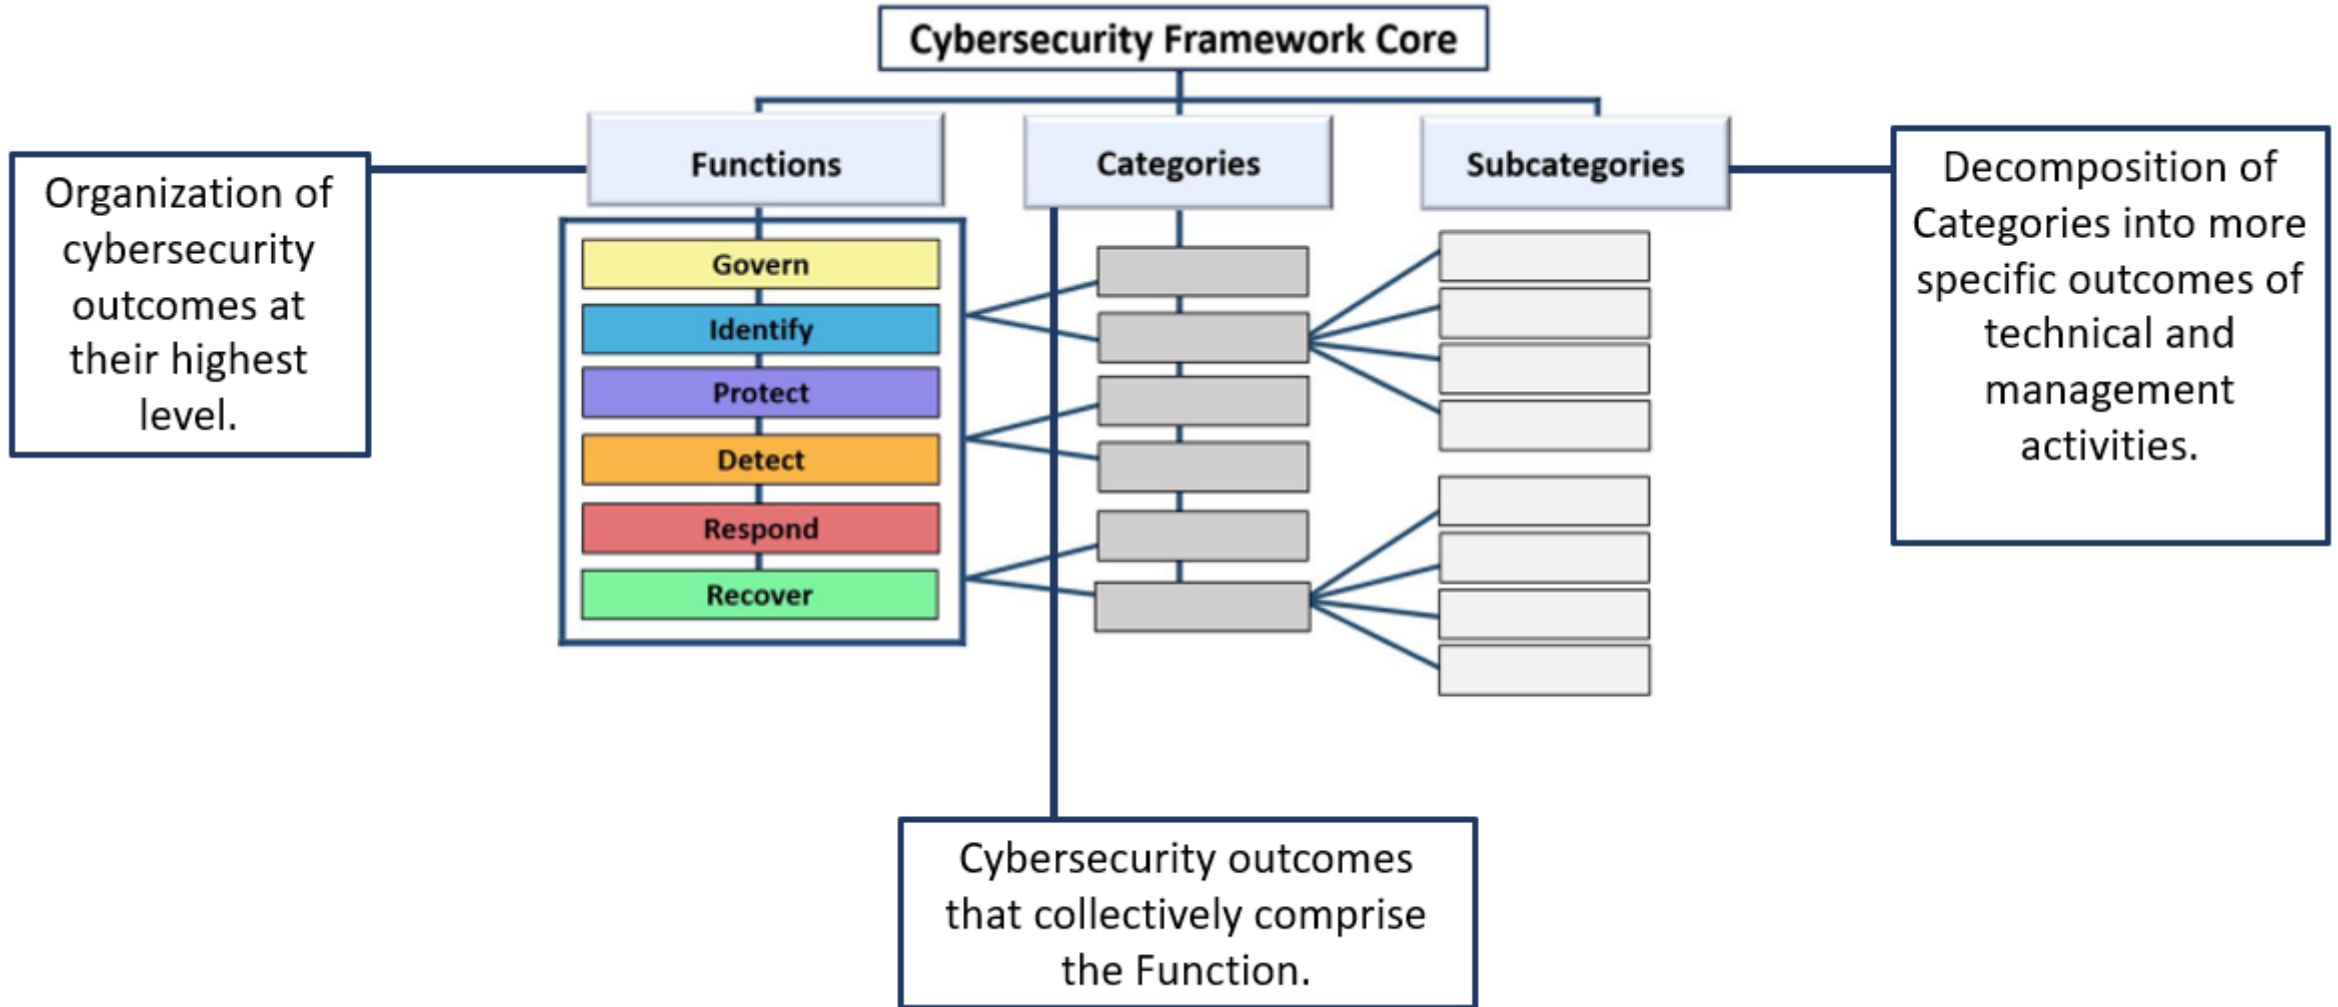 Cybersecurity Framework Core
Functions
Categories
Subcategories
Organization of
cybersecurity
outcomes at
their highest
level.
Govern
Identify
Protect
Detect
Respond
Recover
Decomposition of
Categories into more
specific outcomes of
technical and
management
activities.
Cybersecurity outcomes
that collectively comprise
the Function.